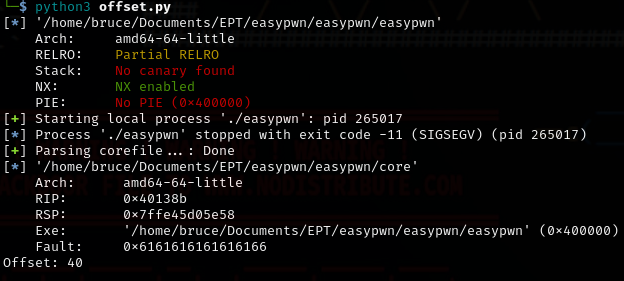 └─$ python3 offset.py
[*] '/home/bruce/Documents/EPT/easypwn/easypwn/easypwn'
Arch: amd64-64-little
RELRO: Partial RELRO
Stack: No canary found
NX: NX enabled
PIE: No PIE (0×400000)
[+] Starting local process './easypwn': pid 265017
[*] Process './easypwn' stopped with exit code -11 (SIGSEGV) (pid 265017)
[+] Parsing corefile...: Done
[*] '/home/bruce/Documents/EPT/easypwn/easypwn/core'
Arch: amd64-64-little
RIP: 0×40138b
RSP: 0×7ffe45d05e58
Exe: '/home/bruce/Documents/EPT/easypwn/easypwn/easypwn' (0×400000)
Fault: 0×6161616161616166
Offset: 40